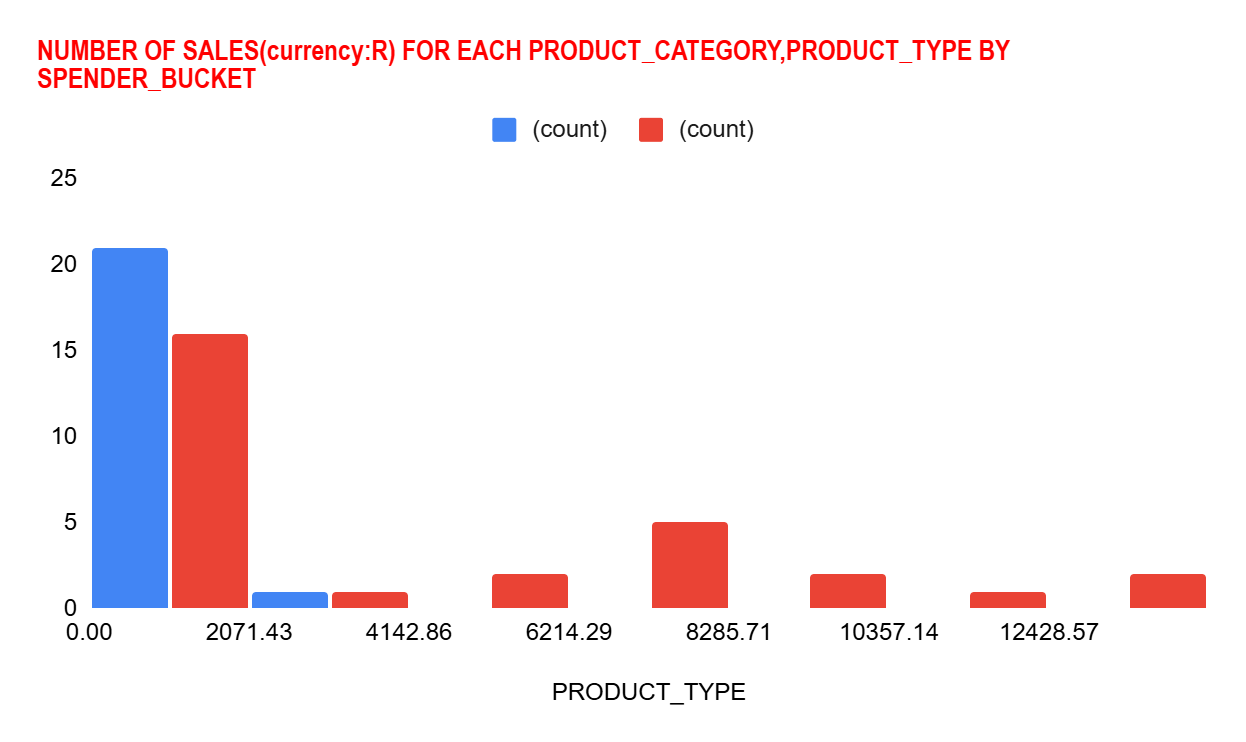 NUMBER OF SALES(currency:R) FOR EACH PRODUCT_CATEGORY,PRODUCT_TYPE BY
SPENDER_BUCKET
(count) (count)
25
20
15
10
5
0
0.00 2071.43 4142.86 6214.29 8285.71 10357.14 12428.57
PRODUCT_TYPE